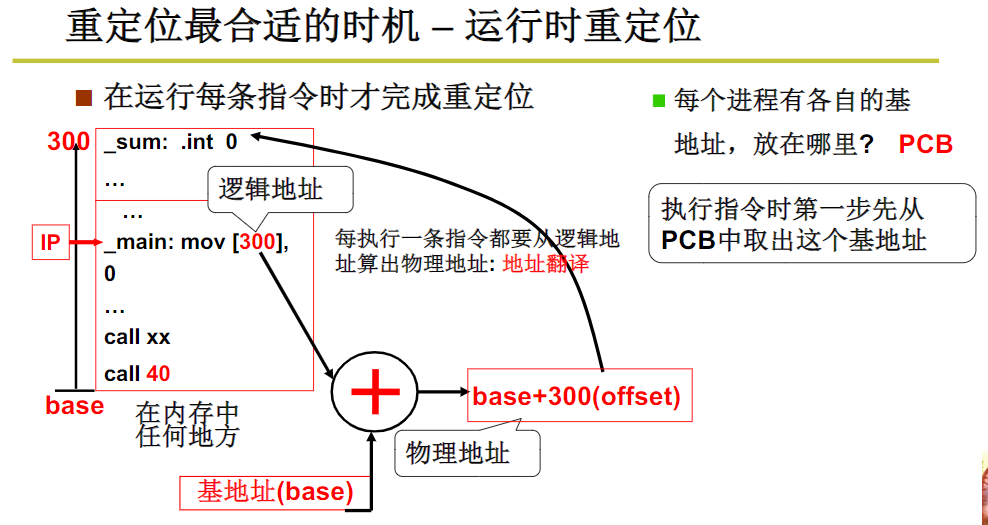 重定位最合适的时机 – 运行时重定位
在运行每条指令时才完成重定位
每个进程有各自的基
地址，放在哪里? PCB
300
_sum: .int 0
...
逻辑地址
...
IP
_main: mov [300],
0
...
call xx
call 40
每执行一条指令都要从逻辑地
址算出物理地址: 地址翻译
执行指令时第一步先从
PCB中取出这个基地址
base
在内存中
任何地方
+
base+300(offset)
物理地址
基地址(base)